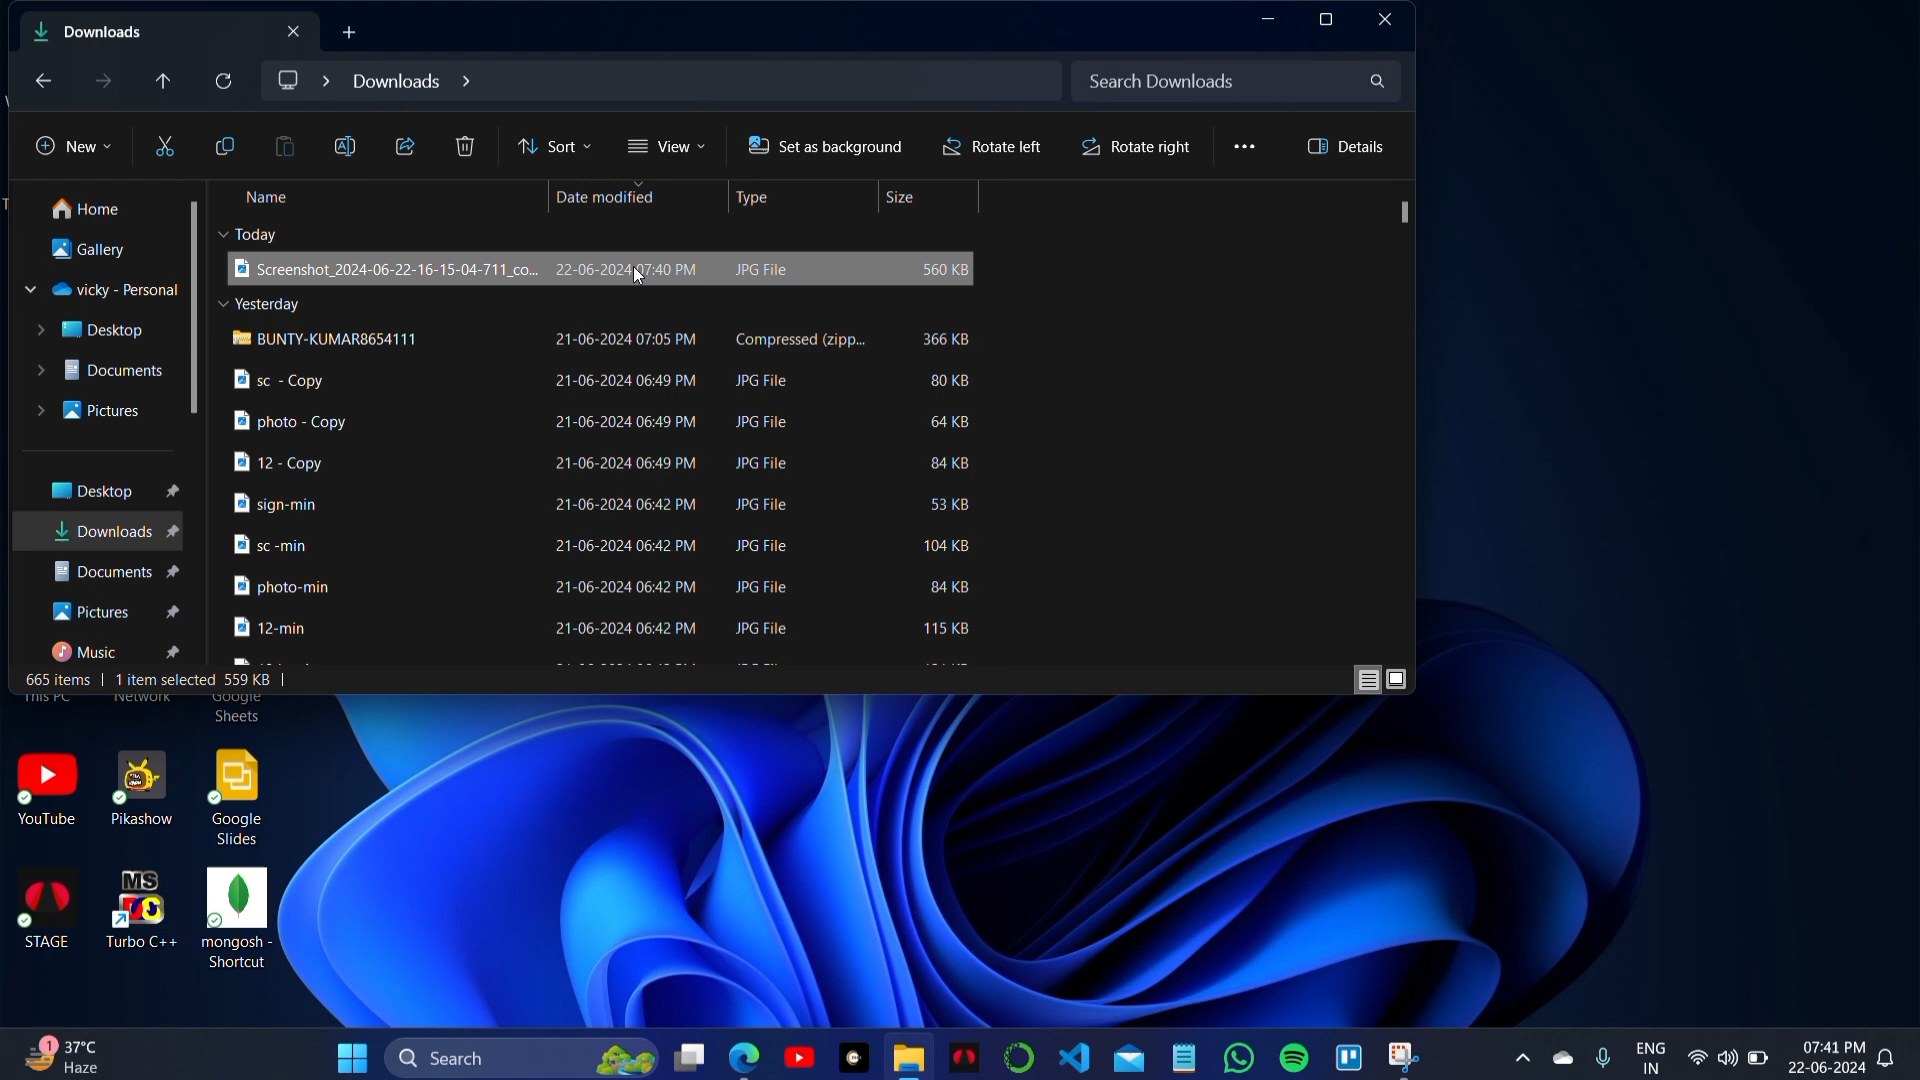 Downloads
Downloads
Search Downloads
New
Sort
View
Set as background
Rotate left
Rotate right
Details
Name
Date modified
Type
Size
Home
Gallery
vicky - Personal
Desktop
Documents
Pictures
Desktop
Downloads
Documents
Pictures
Music
Today
Screenshot_2024-06-22-16-15-04-711_co... 22-06-2024 07:40 PM JPG File 560 KB
Yesterday
BUNTY-KUMAR8654111 21-06-2024 07:05 PM Compressed (zipp... 366 KB
sc - Copy 21-06-2024 06:49 PM JPG File 80 KB
photo - Copy 21-06-2024 06:49 PM JPG File 64 KB
12 - Copy 21-06-2024 06:49 PM JPG File 84 KB
sign-min 21-06-2024 06:42 PM JPG File 53 KB
sc -min 21-06-2024 06:42 PM JPG File 104 KB
photo-min 21-06-2024 06:42 PM JPG File 84 KB
12-min 21-06-2024 06:42 PM JPG File 115 KB
665 items
1 item selected 559 KB
This PC
Network
Google
Sheets
YouTube
Pikashow
Google
Slides
STAGE
MS
Turbo C++
mongosh -
Shortcut
1
37°C
Haze
Search
ENG
IN
07:41 PM
22-06-2024